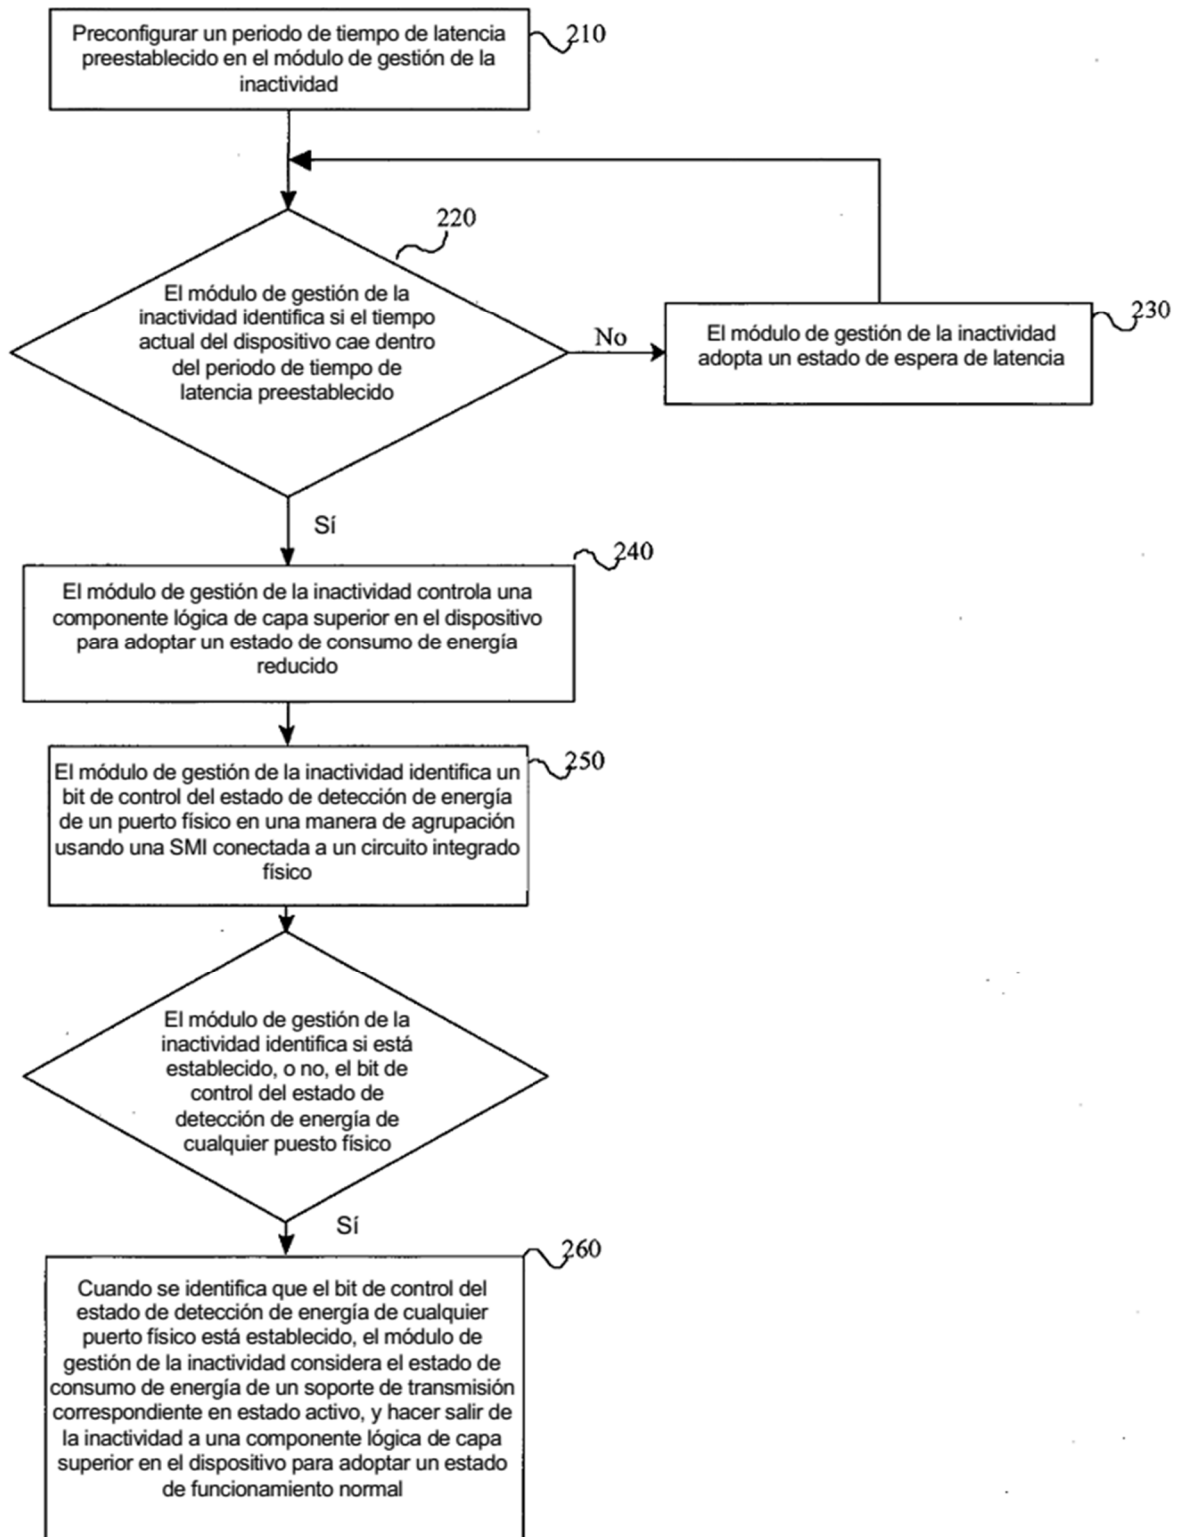 Preconfigurar un periodo de tiempo de latencia
preestablecido en el módulo de gestión de la
inactividad
210
220
El módulo de gestión de la
inactividad identifica si el tiempo
actual del dispositivo cae dentro
del periodo de tiempo de
latencia preestablecido
No
230
El módulo de gestión de la inactividad
adopta un estado de espera de latencia
Sí
240
El módulo de gestión de la inactividad controla una
componente lógica de capa superior en el dispositivo
para adoptar un estado de consumo de energía
reducido
250
El módulo de gestión de la inactividad identifica un
bit de control del estado de detección de energía
de un puerto físico en una manera de agrupación
usando una SMI conectada a un circuito integrado
físico
El módulo de gestión de la
inactividad identifica si está
establecido, o no, el bit de
control del estado de
detección de energía de
cualquier puesto físico
Sí
260
Cuando se identifica que el bit de control del
estado de detección de energía de cualquier
puerto físico está establecido, el módulo de
gestión de la inactividad considera el estado de
consumo de energía de un soporte de transmisión
correspondiente en estado activo, y hacer salir de
la inactividad a una componente lógica de capa
superior en el dispositivo para adoptar un estado
de funcionamiento normal